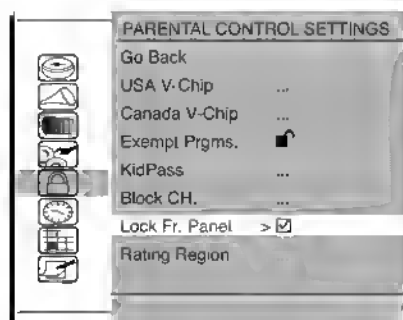 PARENTAL CONTROL SETTINGS
Go Back
USA V-Chip ...
Canada V-Chip ...
Exempt Prgms.
KidPass ...
Block CH. ...
Lock Fr. Panel > ☑
Rating Region ...